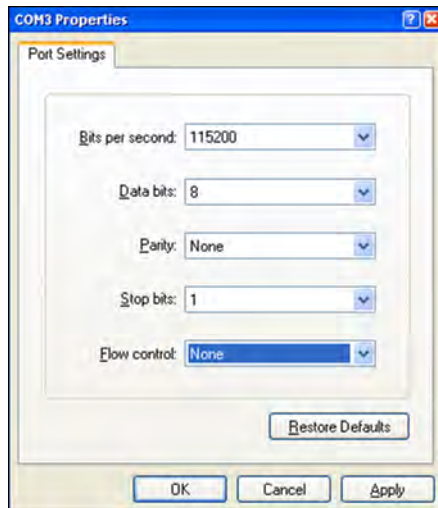 COM3 Properties
Port Settings
Bits per second: 115200
Data bits: 8
Parity: None
Stop bits: 1
Flow control: None
Restore Defaults
OK Cancel Apply